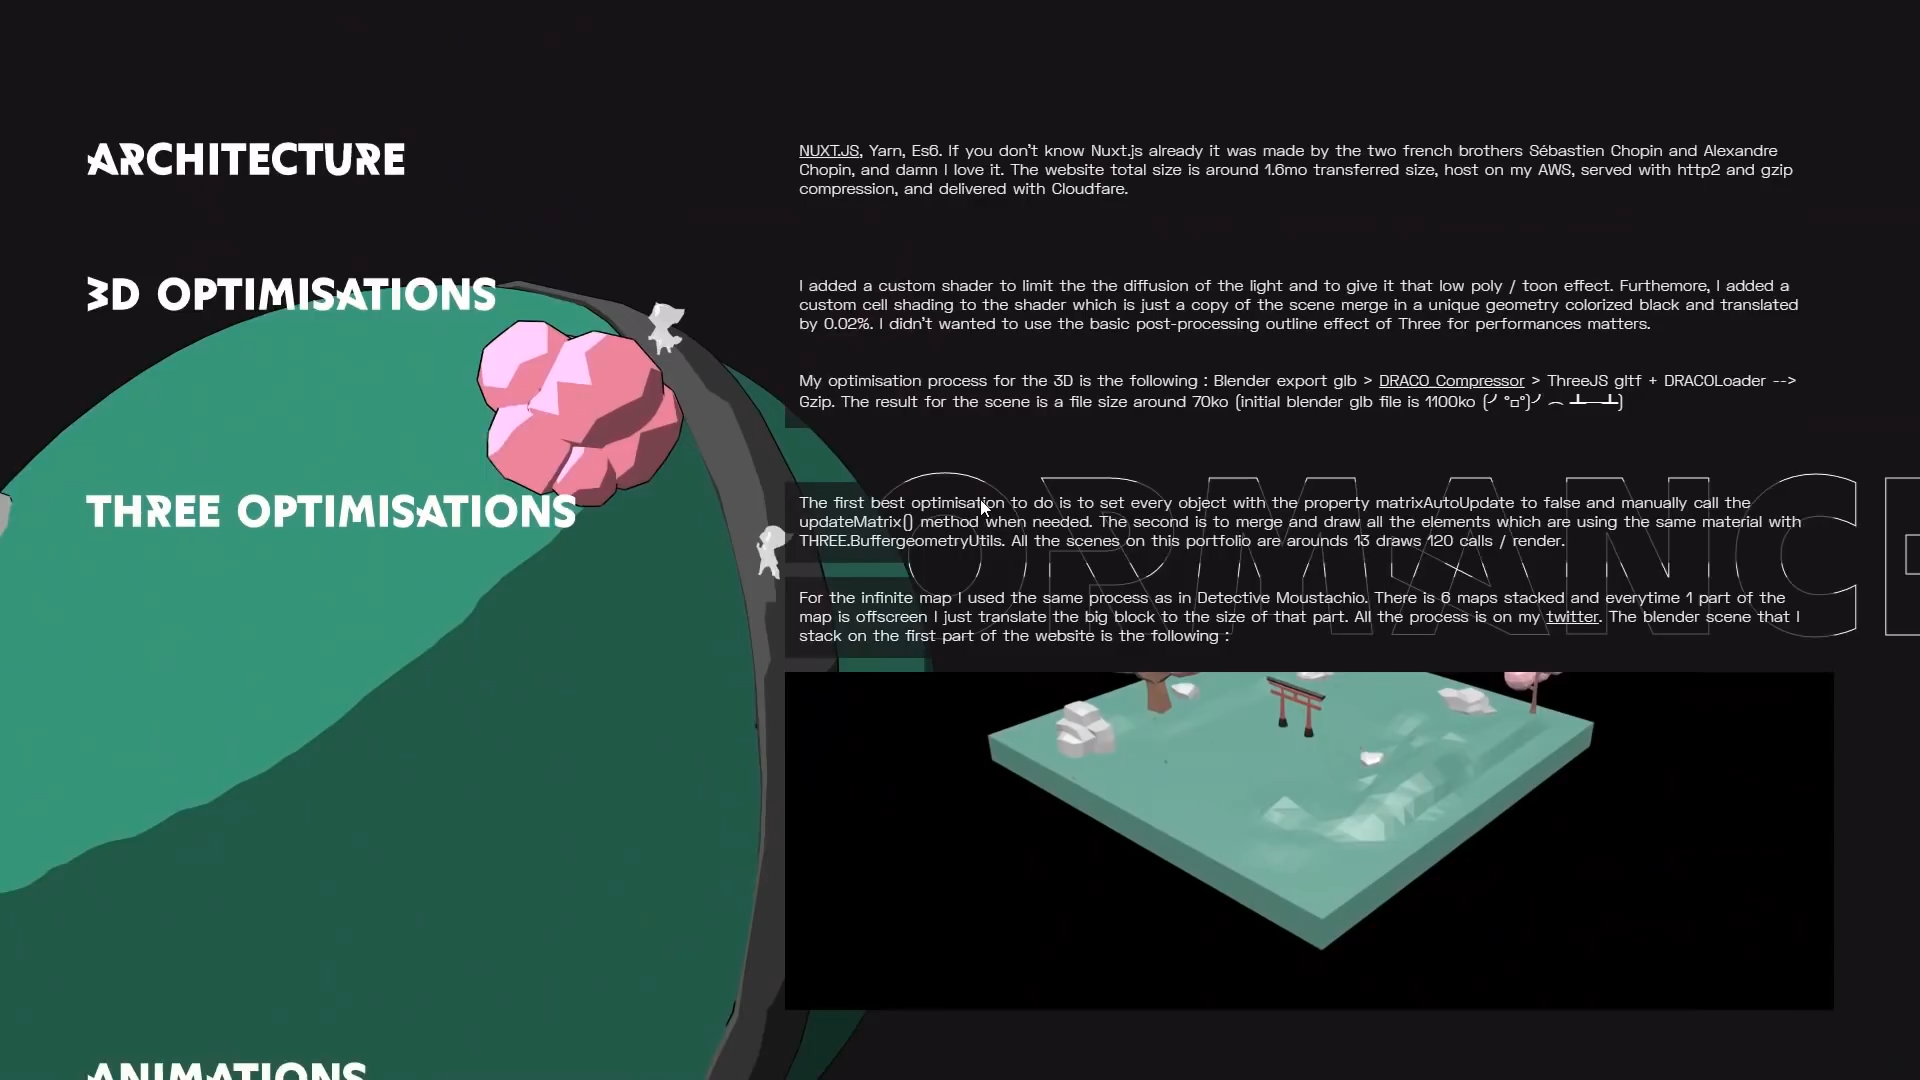 ARCHITECTURE
NUXT.JS, Yarn, Es6. If you don't know Nuxt.js already it was made by the two french brothers Sébastien Chopin and Alexandre
Chopin, and damn I love it. The website total size is around 1.6mo transferred size, host on my AWS, served with http2 and gzip
compression, and delivered with Cloudfare.
3D OPTIMISATIONS
I added a custom shader to limit the the diffusion of the light and to give it that low poly / toon effect. Furthemore, I added a
custom cell shading to the shader which is just a copy of the scene merge in a unique geometry colorized black and translated
by 0.02%. I didn't wanted to use the basic post-processing outline effect of Three for performances matters.
My optimisation process for the 3D is the following : Blender export glb > DRACO Compressor > ThreeJS gltf + DRACOLoader -->
Gzip. The result for the scene is a file size around 70ko (initial blender glb file is 1100ko (╯°□°)╯︵ ┻━┻)
ORMANCE
THREE OPTIMISATIONS
The first best optimisation to do is to set every object with the property matrixAutoUpdate to false and manually call the
updateMatrix() method when needed. The second is to merge and draw all the elements which are using the same material with
THREE.BuffergeometryUtils. All the scenes on this portfolio are arounds 13 draws 120 calls / render.
For the infinite map I used the same process as in Detective Moustachio. There is 6 maps stacked and everytime 1 part of the
map is offscreen I just translate the big block to the size of that part. All the process is on my twitter. The blender scene that I
stack on the first part of the website is the following :
ANIMATIONS